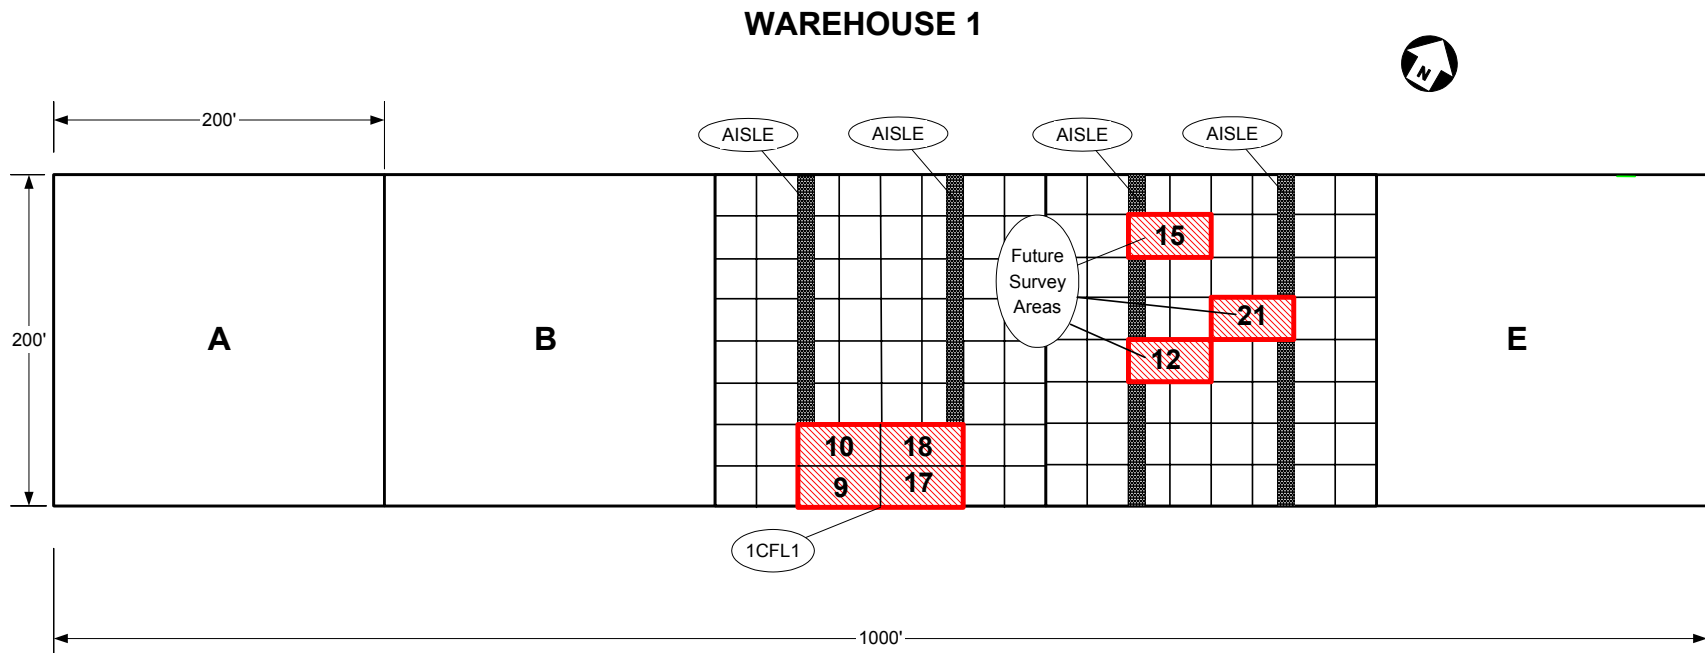 WAREHOUSE 1
N
200'
AISLE
AISLE
AISLE
AISLE
15
Future
Survey
Areas
21
200'
A
B
12
E
10
18
9
17
1CFL1
1000'